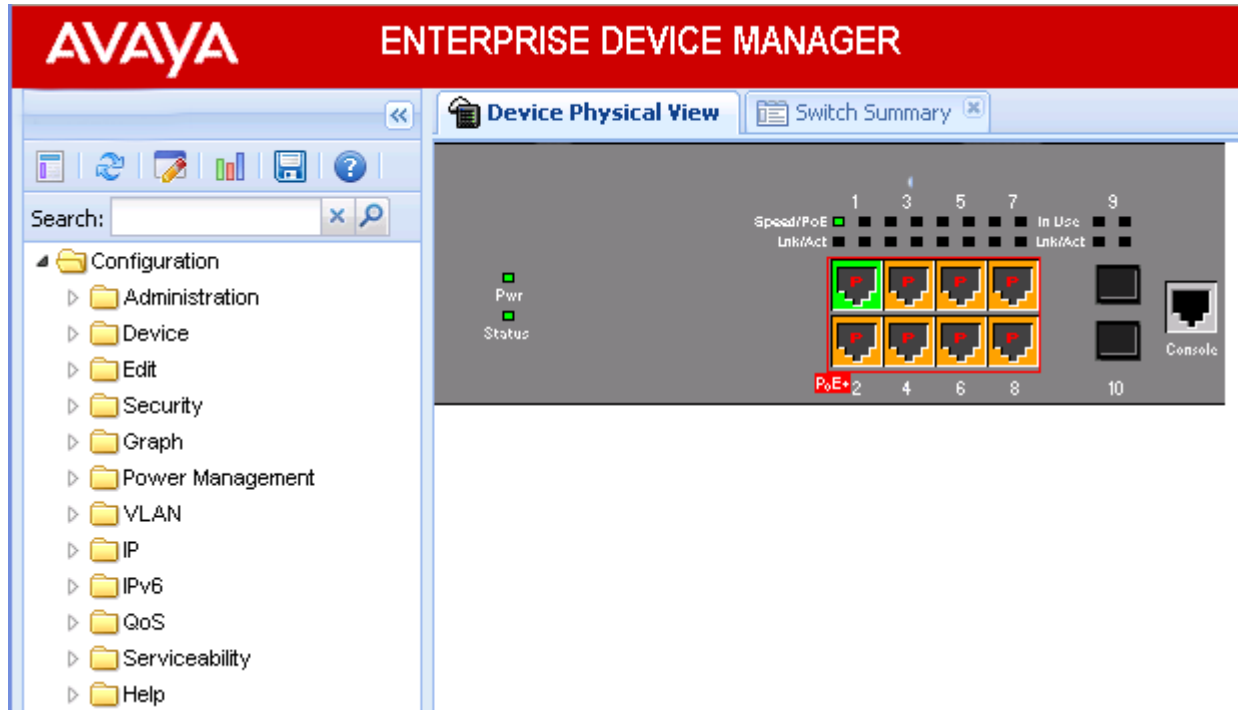 AVAYA ENTERPRISE DEVICE MANAGER
Device Physical View Switch Summary
Search:
Configuration
Administration
Device
Edit
Security
Graph
Power Management
VLAN
IP
IPv6
QoS
Serviceability
Help
1 3 5 7 9
Speed/PoE In Use
Lnk/Act Lnk/Act
Pwr
Status
P P P P
P P P P
Console
PoE+ 2 4 6 8 10